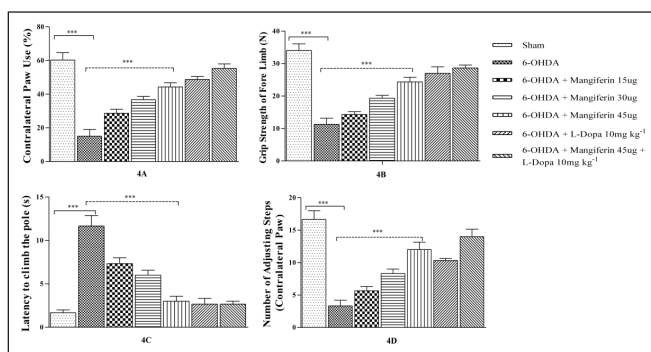 Contralateral Paw Use (%)
80
60
40
20
0
***
***
4A
Grip Strength of Fore Limb (N)
40
30
20
10
0
***
***
4B
Sham
6-OHDA
6-OHDA + Mangiferin 15ug
6-OHDA + Mangiferin 30ug
6-OHDA + Mangiferin 45ug
6-OHDA + L-Dopa 10mg kg-1
6-OHDA + Mangiferin 45ug +
L-Dopa 10mg kg-1
Latency to climb the pole (s)
15
10
5
0
***
***
4C
Number of Adjusting Steps
(Contralateral Paw)
20
15
10
5
0
***
***
4D